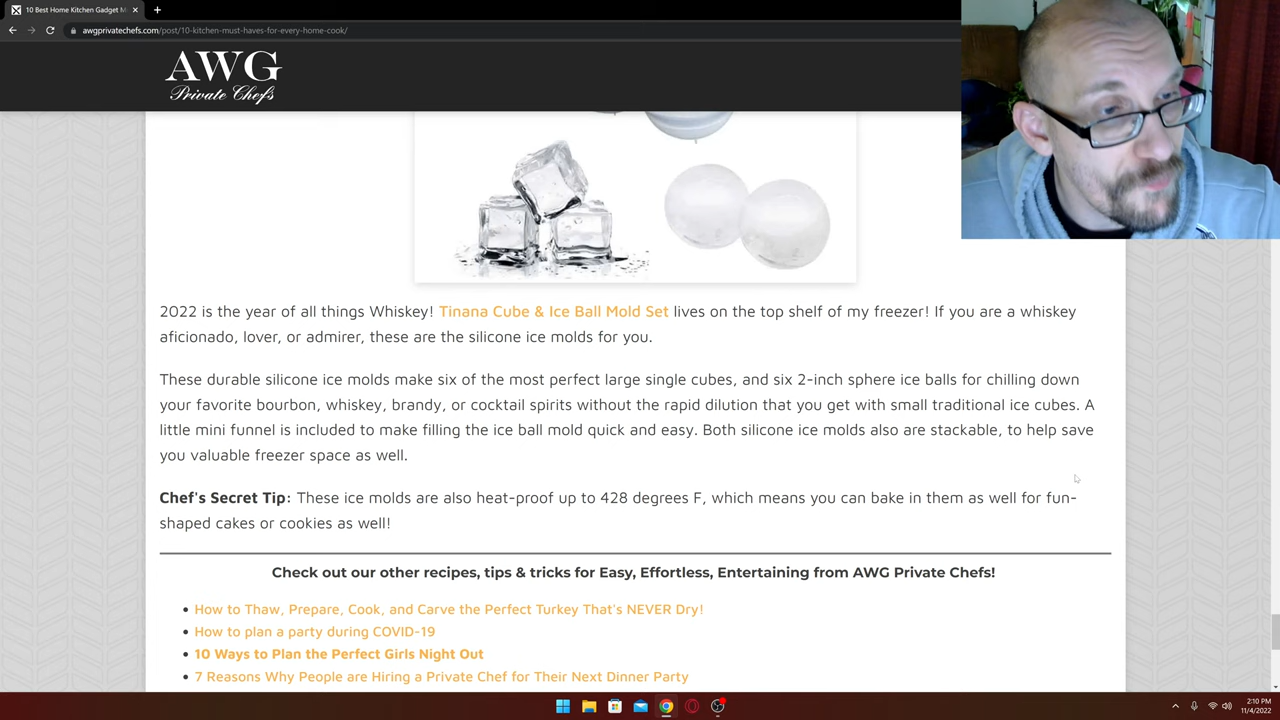 10 Best Home Kitchen Gadget M
awgprivatechefs.com/post/10-kitchen-must-haves-for-every-home-cook/
AWG
Private Chefs
2022 is the year of all things Whiskey! Tinana Cube & Ice Ball Mold Set lives on the top shelf of my freezer! If you are a whiskey
aficionado, lover, or admirer, these are the silicone ice molds for you.
These durable silicone ice molds make six of the most perfect large single cubes, and six 2-inch sphere ice balls for chilling down
your favorite bourbon, whiskey, brandy, or cocktail spirits without the rapid dilution that you get with small traditional ice cubes. A
little mini funnel is included to make filling the ice ball mold quick and easy. Both silicone ice molds also are stackable, to help save
you valuable freezer space as well.
Chef's Secret Tip: These ice molds are also heat-proof up to 428 degrees F, which means you can bake in them as well for fun-
shaped cakes or cookies as well!
Check out our other recipes, tips & tricks for Easy, Effortless, Entertaining from AWG Private Chefs!
• How to Thaw, Prepare, Cook, and Carve the Perfect Turkey That's NEVER Dry!
• How to plan a party during COVID-19
• 10 Ways to Plan the Perfect Girls Night Out
• 7 Reasons Why People are Hiring a Private Chef for Their Next Dinner Party
2:10 PM
11/4/2022